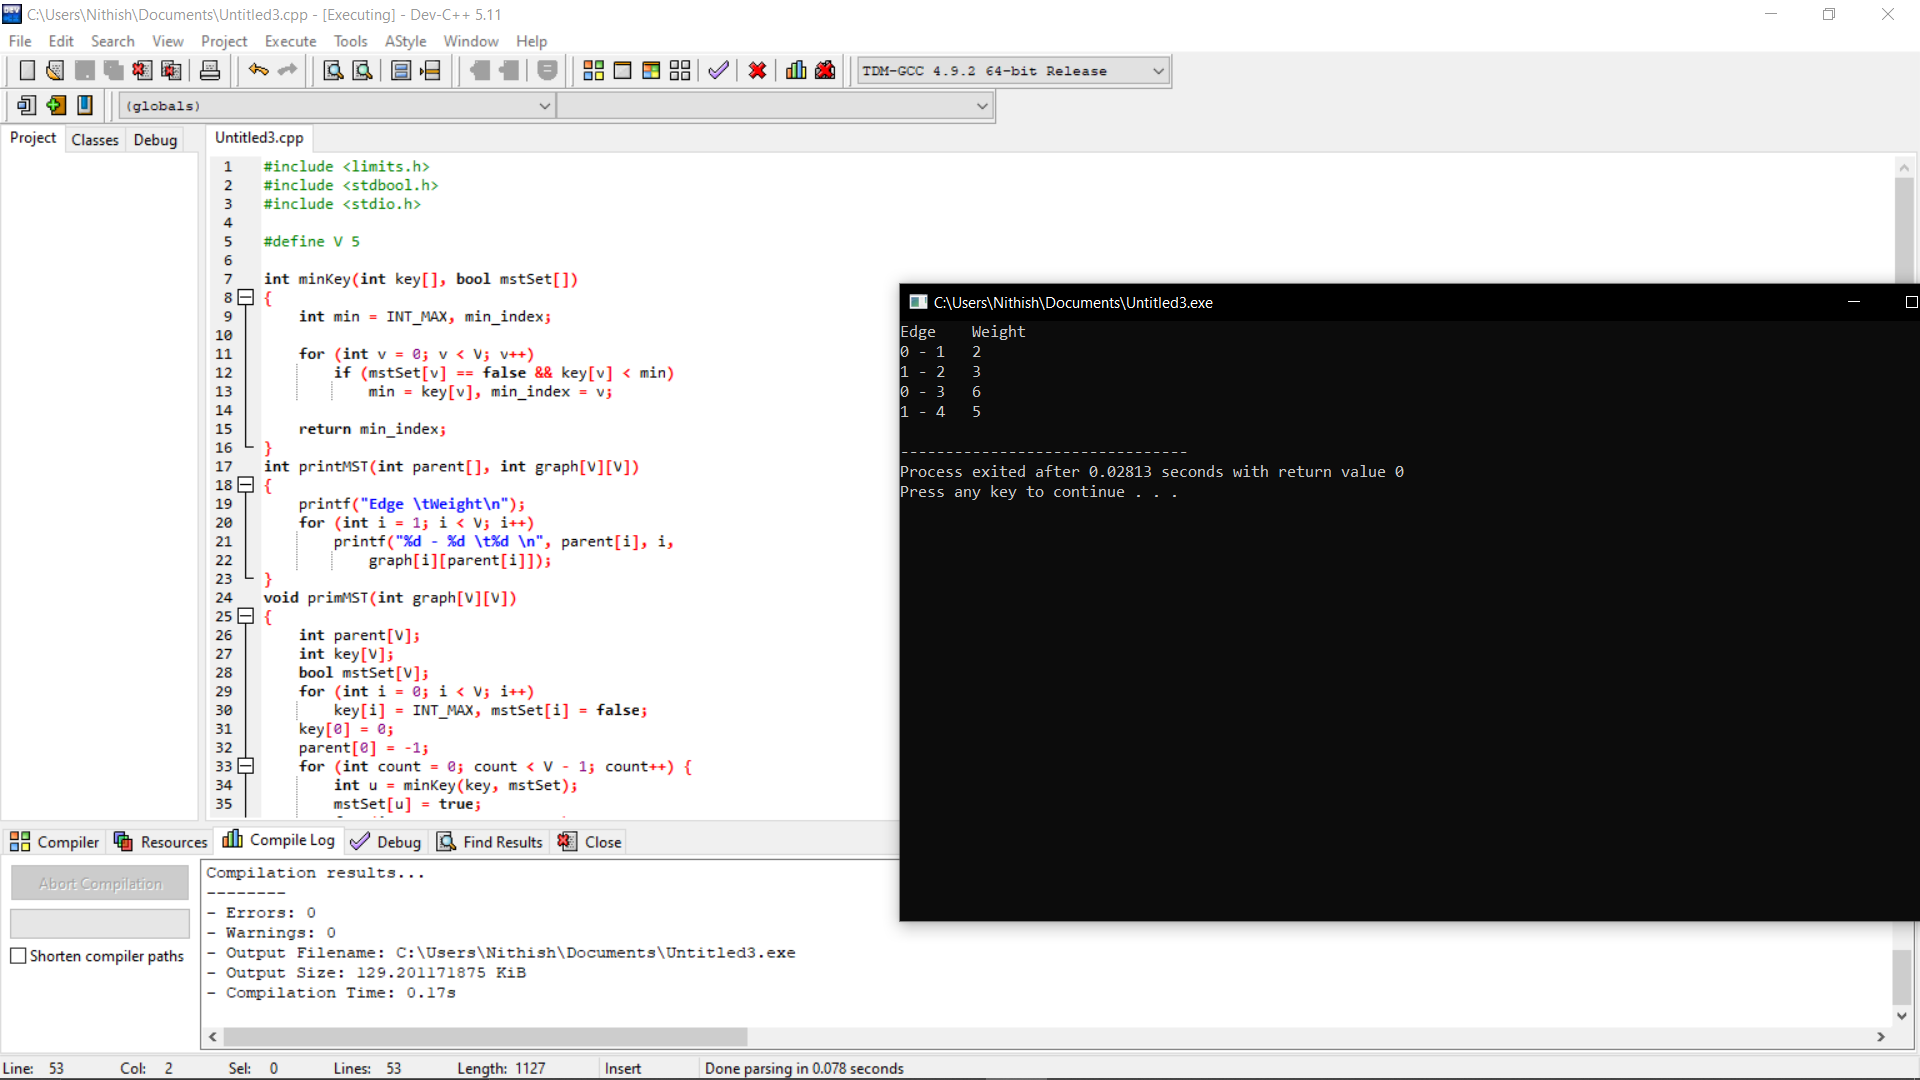 C:\Users\Nithish\Documents\Untitled3.cpp - [Executing] - Dev-C++ 5.11
File Edit Search View Project Execute Tools AStyle Window Help
TDM-GCC 4.9.2 64-bit Release
(globals)
Project Classes Debug
Untitled3.cpp
1 #include <limits.h>
2 #include <stdbool.h>
3 #include <stdio.h>
4
5 #define V 5
6
7 int minKey(int key[], bool mstSet[])
8 {
9 int min = INT_MAX, min_index;
10
11 for (int v = 0; v < V; v++)
12 if (mstSet[v] == false && key[v] < min)
13 min = key[v], min_index = v;
14
15 return min_index;
16 }
17 int printMST(int parent[], int graph[V][V])
18 {
19 printf("Edge \tWeight\n");
20 for (int i = 1; i < V; i++)
21 printf("%d - %d \t%d \n", parent[i], i,
22 graph[i][parent[i]]);
23 }
24 void primMST(int graph[V][V])
25 {
26 int parent[V];
27 int key[V];
28 bool mstSet[V];
29 for (int i = 0; i < V; i++)
30 key[i] = INT_MAX, mstSet[i] = false;
31 key[0] = 0;
32 parent[0] = -1;
33 for (int count = 0; count < V - 1; count++) {
34 int u = minKey(key, mstSet);
35 mstSet[u] = true;
C:\Users\Nithish\Documents\Untitled3.exe
Edge Weight
0 - 1 2
1 - 2 3
0 - 3 6
1 - 4 5
--------------------------------
Process exited after 0.02813 seconds with return value 0
Press any key to continue . . .
Compiler Resources Compile Log Debug Find Results Close
Abort Compilation
Shorten compiler paths
Compilation results...
--------
- Errors: 0
- Warnings: 0
- Output Filename: C:\Users\Nithish\Documents\Untitled3.exe
- Output Size: 129.201171875 KiB
- Compilation Time: 0.17s
Line: 53 Col: 2 Sel: 0 Lines: 53 Length: 1127 Insert Done parsing in 0.078 seconds